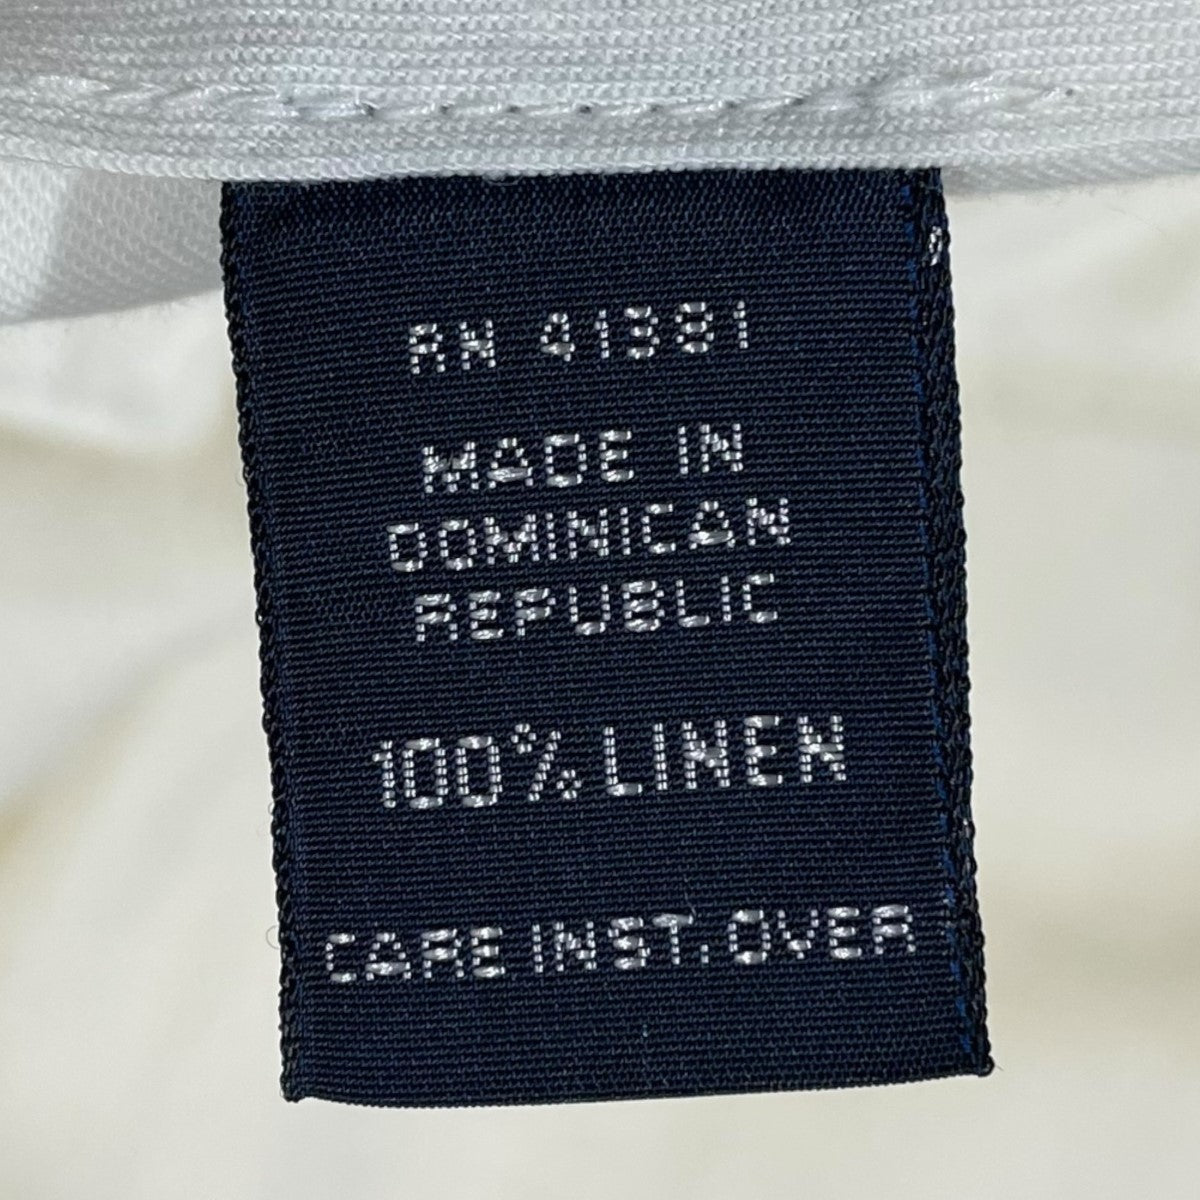 RN 41381
MADE IN
DOMINICAN
REPUBLIC
100% LINEN
CARE INST. OVER